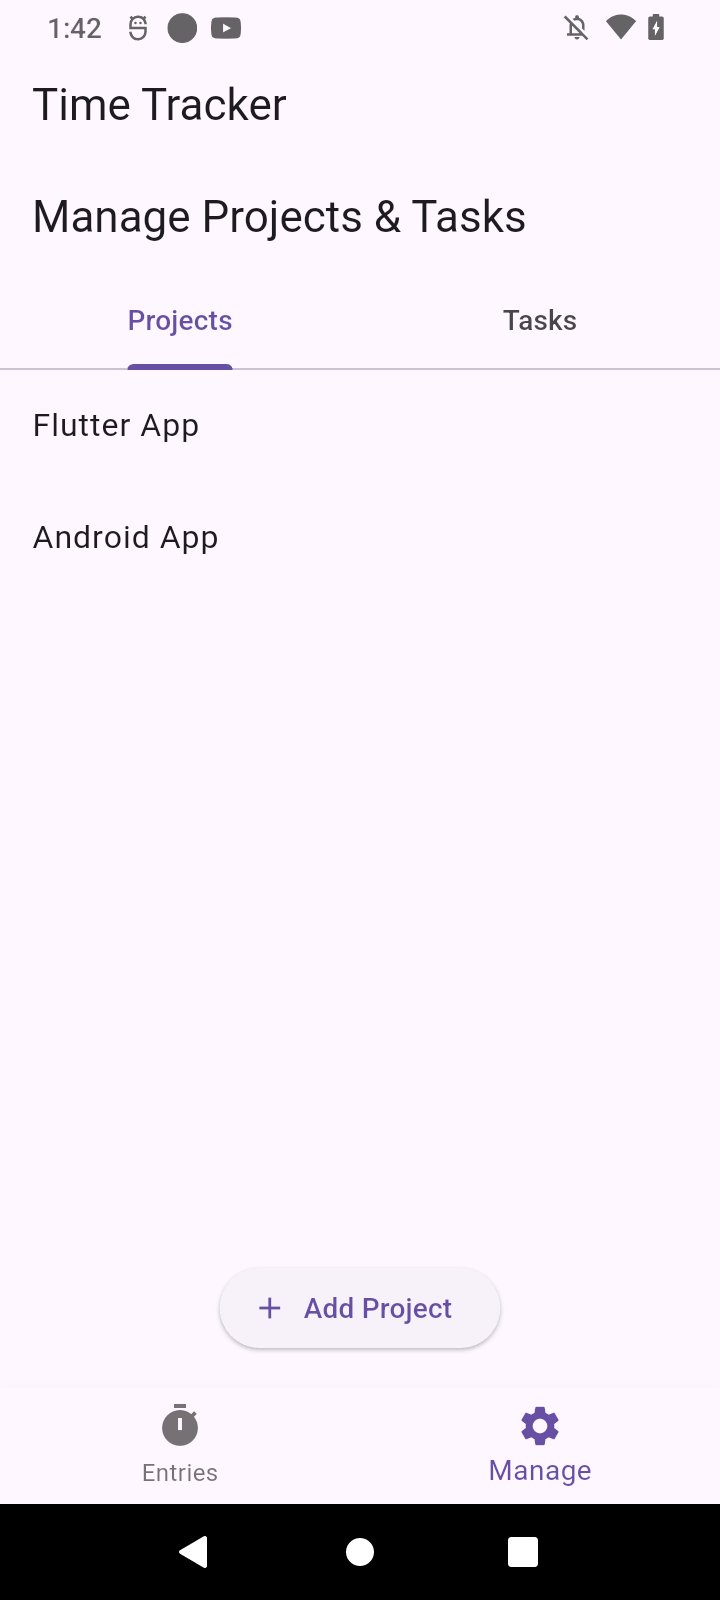 1:42
Time Tracker
Manage Projects & Tasks
Projects Tasks
Flutter App
Android App
+ Add Project
Entries Manage